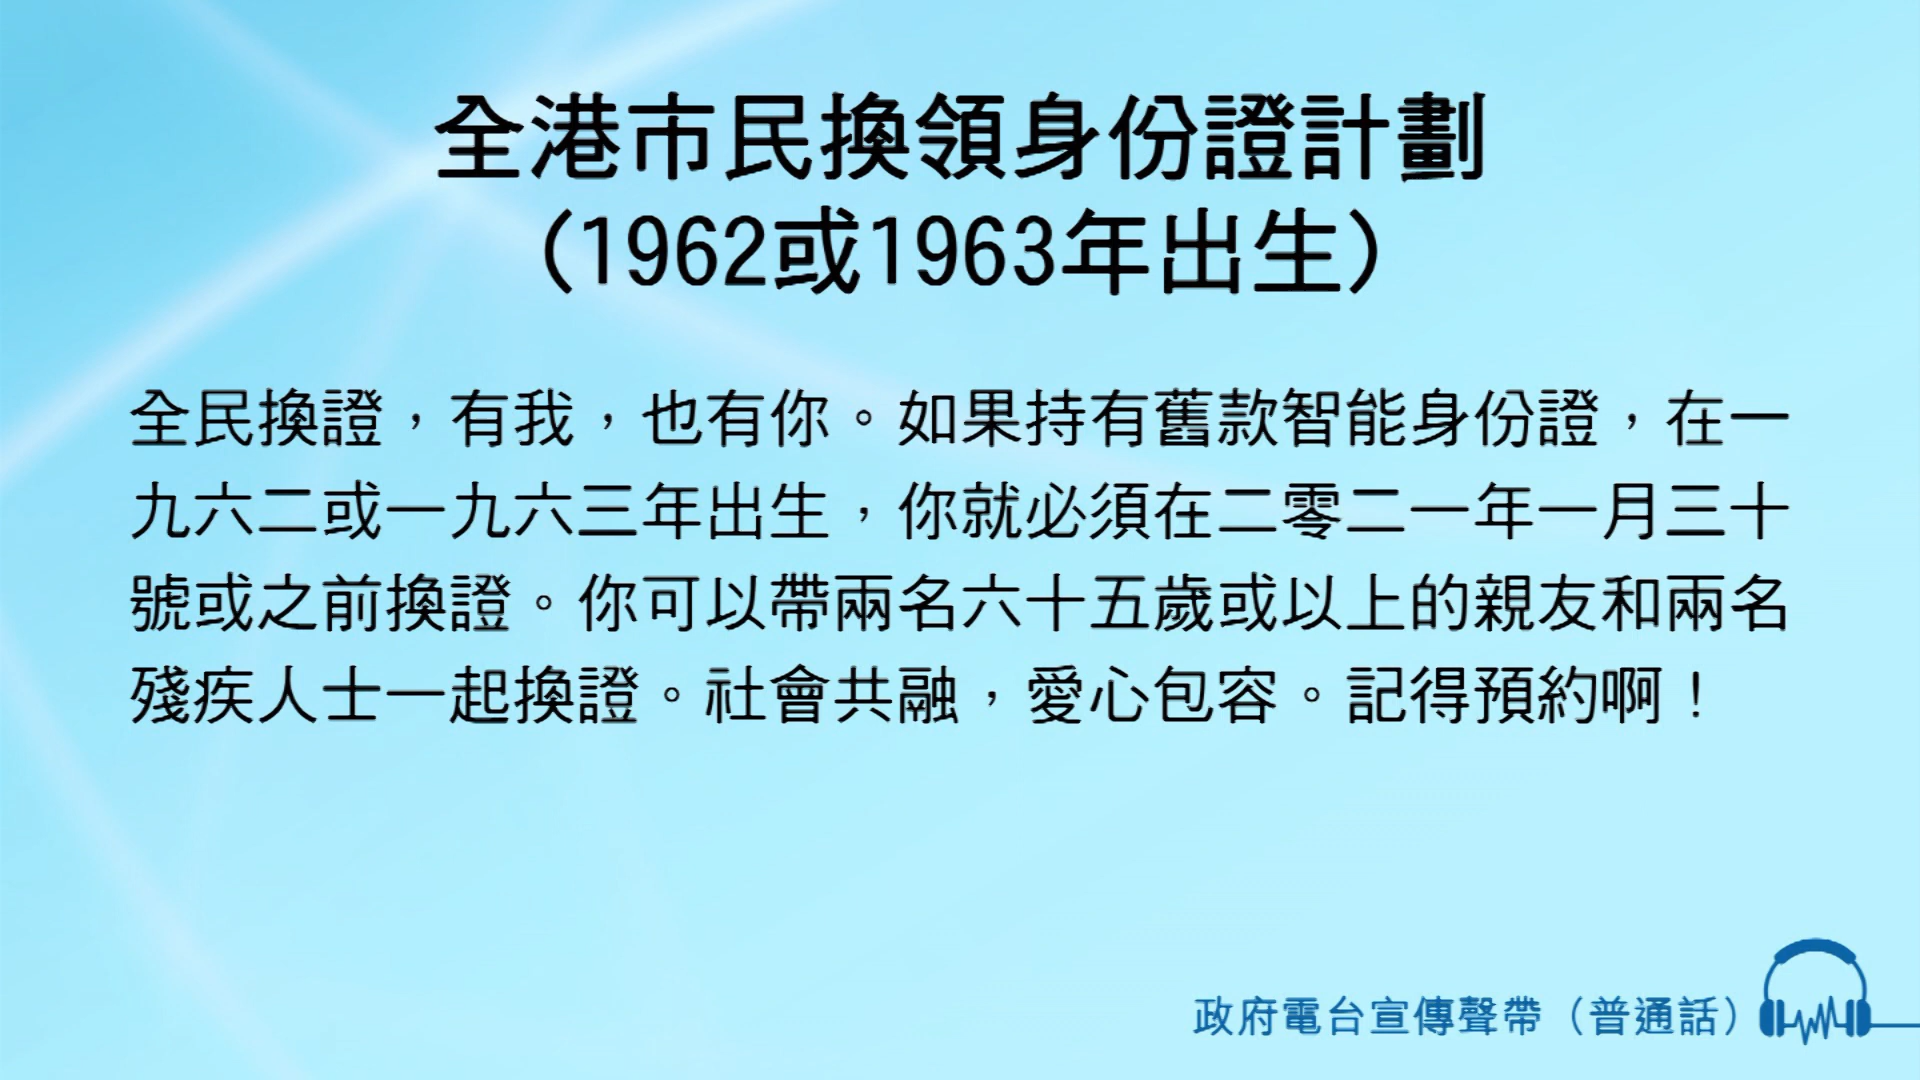 全港市民換領身份證計劃
(1962或1963年出生)
全民換證，有我，也有你。如果持有舊款智能身份證，在一
九六二或一九六三年出生，你就必須在二零二一年一月三十
號或之前換證。你可以帶兩名六十五歲或以上的親友和兩名
殘疾人士一起換證。社會共融，愛心包容。記得預約啊！
政府電台宣傳聲帶（普通話）